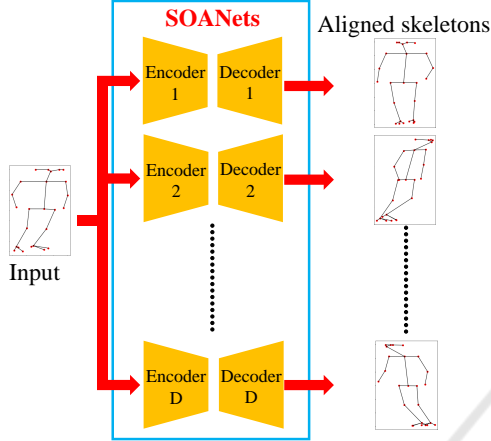 SOANets
Aligned skeletons
Encoder
1
Decoder
1
Encoder
2
Decoder
2
Input
Encoder
D
Decoder
D